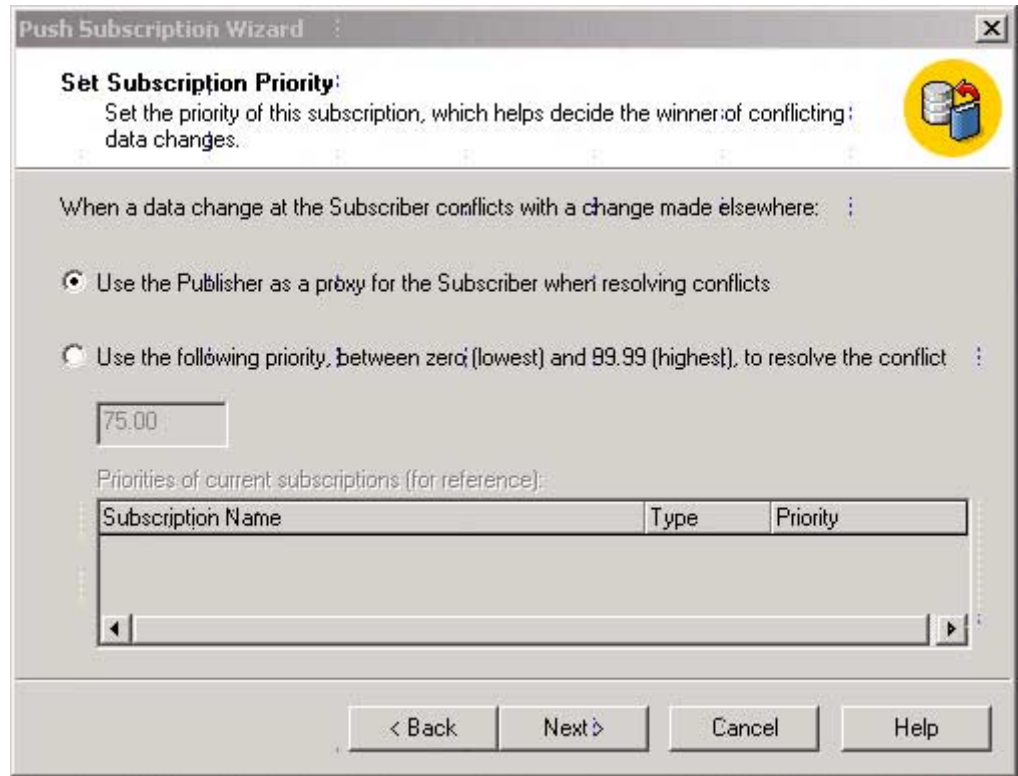 Push Subscription Wizard
Set Subscription Priority
Set the priority of this subscription, which helps decide the winner of conflicting
data changes.
When a data change at the Subscriber conflicts with a change made elsewhere:
Use the Publisher as a proxy for the Subscriber when resolving conflicts
Use the following priority, between zero (lowest) and 99.99 (highest), to resolve the conflict
75.00
Priorities of current subscriptions (for reference):
Subscription Name Type Priority
< Back Next > Cancel Help